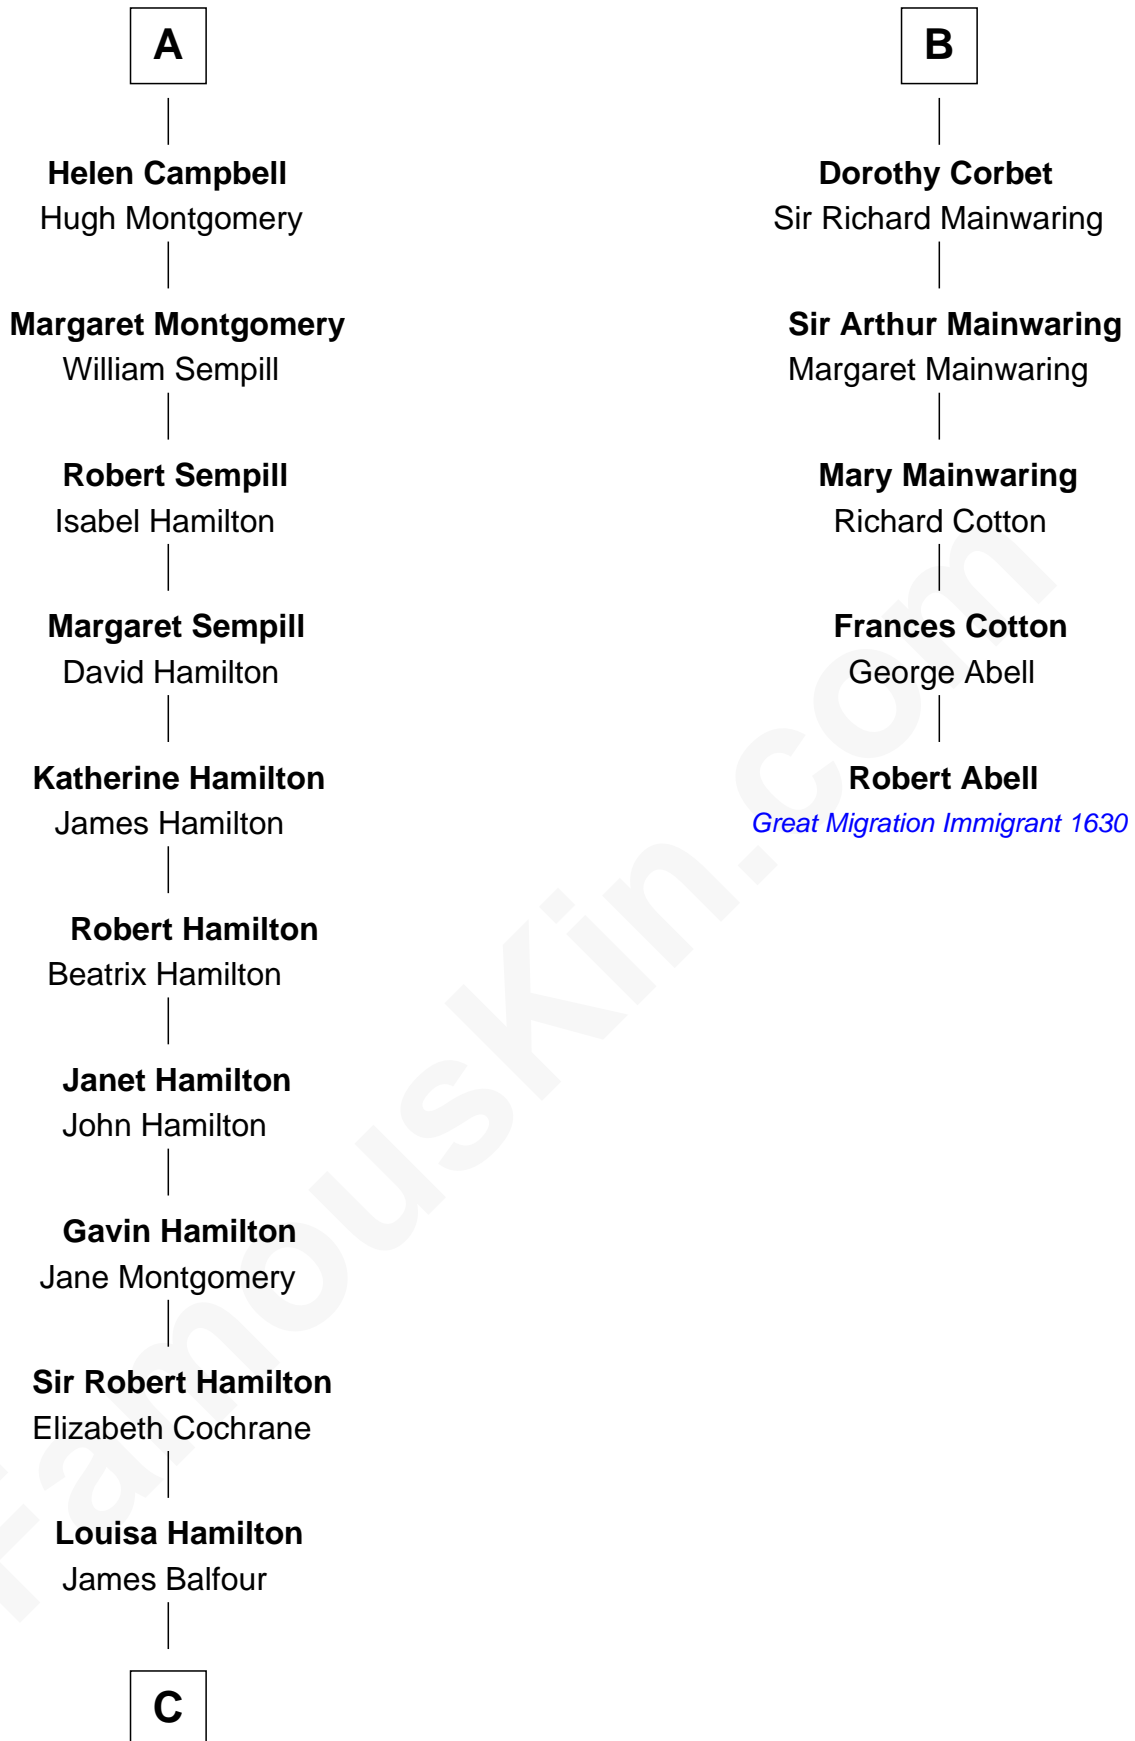 A
Helen Campbell
Hugh Montgomery
Margaret Montgomery
William Sempill
Robert Sempill
Isabel Hamilton
Margaret Sempill
David Hamilton
Katherine Hamilton
James Hamilton
Robert Hamilton
Beatrix Hamilton
Janet Hamilton
John Hamilton
Gavin Hamilton
Jane Montgomery
Sir Robert Hamilton
Elizabeth Cochrane
Louisa Hamilton
James Balfour
C
B
Dorothy Corbet
Sir Richard Mainwaring
Sir Arthur Mainwaring
Margaret Mainwaring
Mary Mainwaring
Richard Cotton
Frances Cotton
George Abell
Robert Abell
Great Migration Immigrant 1630
FamousKin.com